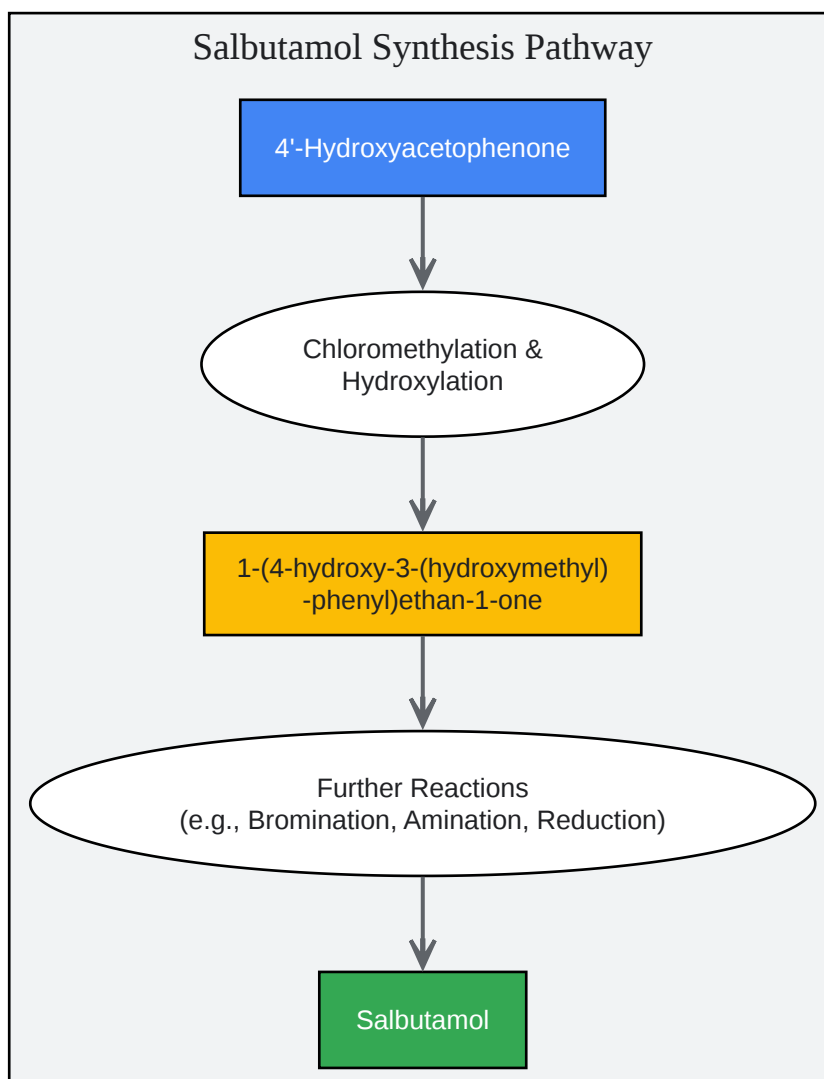 Salbutamol Synthesis Pathway
4'-Hydroxyacetophenone
Chloromethylation &
Hydroxylation
1-(4-hydroxy-3-(hydroxymethyl)
-phenyl)ethan-1-one
Further Reactions
(e.g., Bromination, Amination, Reduction)
Salbutamol